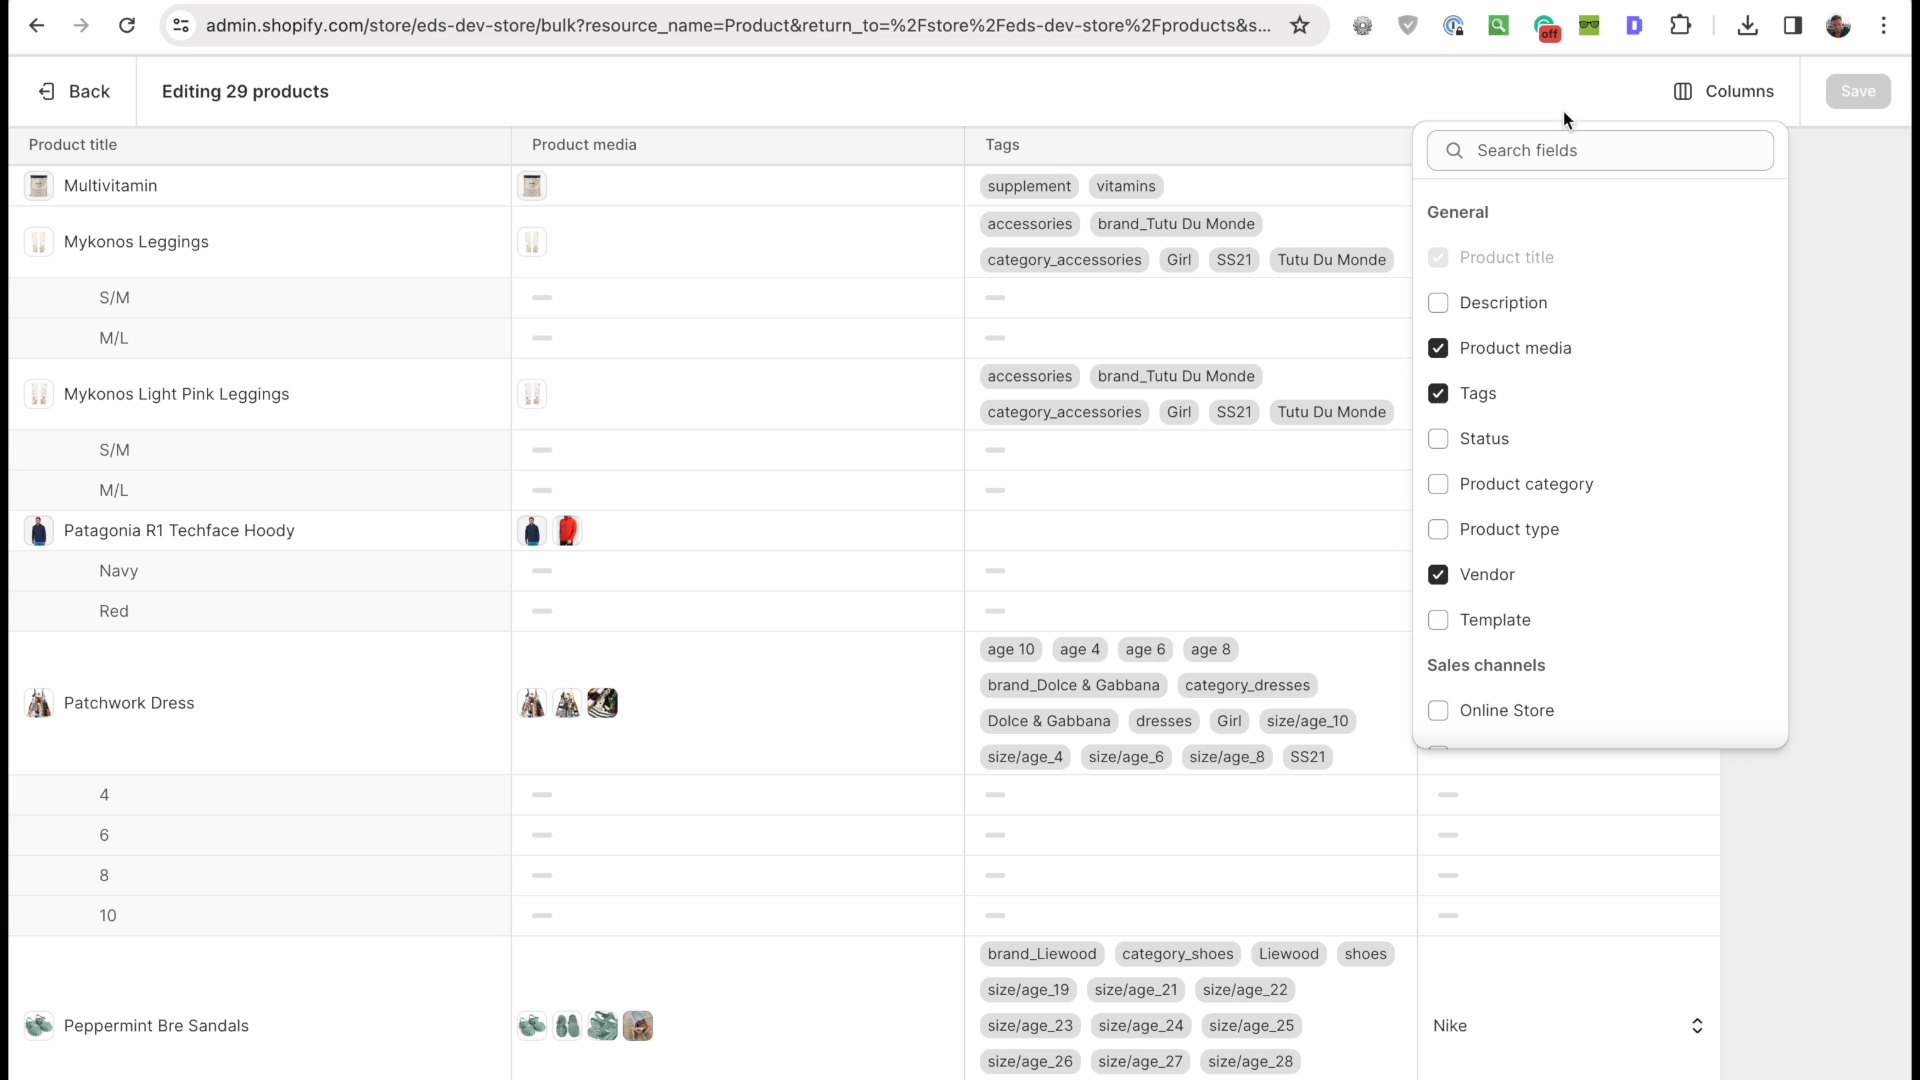 admin.shopify.com/store/eds-dev-store/bulk?resource_name=Product&return_to=%2Fstore%2Feds-dev-store%2Fproducts&s...
off
Back
Editing 29 products
Columns
Save
Product title
Product media
Tags
Search fields
Multivitamin
supplement vitamins
Mykonos Leggings
accessories brand_Tutu Du Monde
category_accessories Girl SS21 Tutu Du Monde
S/M
M/L
Mykonos Light Pink Leggings
accessories brand_Tutu Du Monde
category_accessories Girl SS21 Tutu Du Monde
S/M
M/L
Patagonia R1 Techface Hoody
Navy
Red
Patchwork Dress
age 10 age 4 age 6 age 8
brand_Dolce & Gabbana category_dresses
Dolce & Gabbana dresses Girl size/age_10
size/age_4 size/age_6 size/age_8 SS21
4
6
8
10
Peppermint Bre Sandals
brand_Liewood category_shoes Liewood shoes
size/age_19 size/age_21 size/age_22
size/age_23 size/age_24 size/age_25
size/age_26 size/age_27 size/age_28
Nike
General
Product title
Description
Product media
Tags
Status
Product category
Product type
Vendor
Template
Sales channels
Online Store